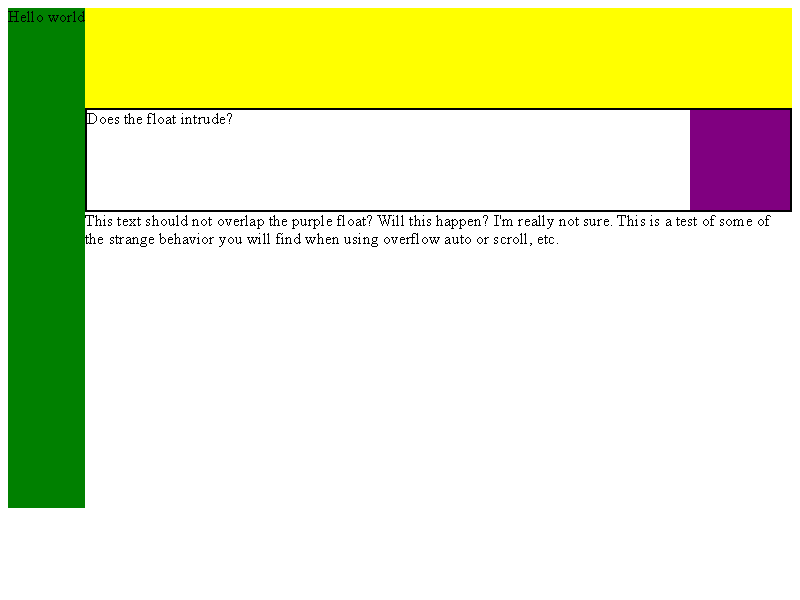 Hello world
Does the float intrude?
This text should not overlap the purple float? Will this happen? I'm really not sure. This is a test of some of
the strange behavior you will find when using overflow auto or scroll, etc.